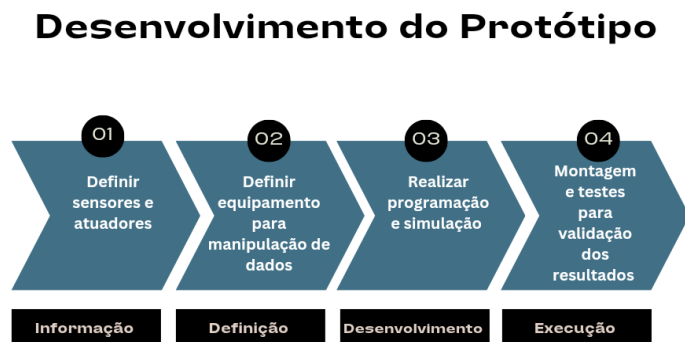 Desenvolvimento do Protótipo
01
Definir
sensores e
atuadores
02
Definir
equipamento
para
manipulação de
dados
03
Realizar
programação
e simulação
04
Montagem
e testes
para
validação
dos
resultados
Informação
Definição
Desenvolvimento
Execução